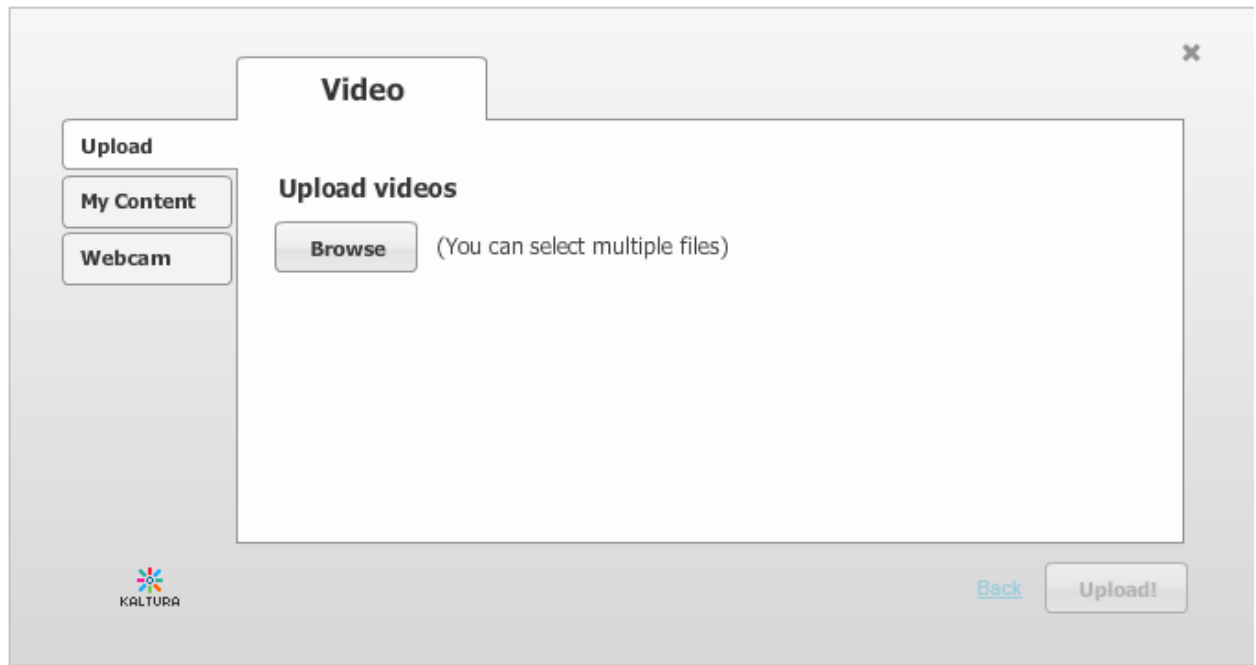 Video
Upload
My Content
Webcam
Upload videos
Browse (You can select multiple files)
KALTURA
Back Upload!